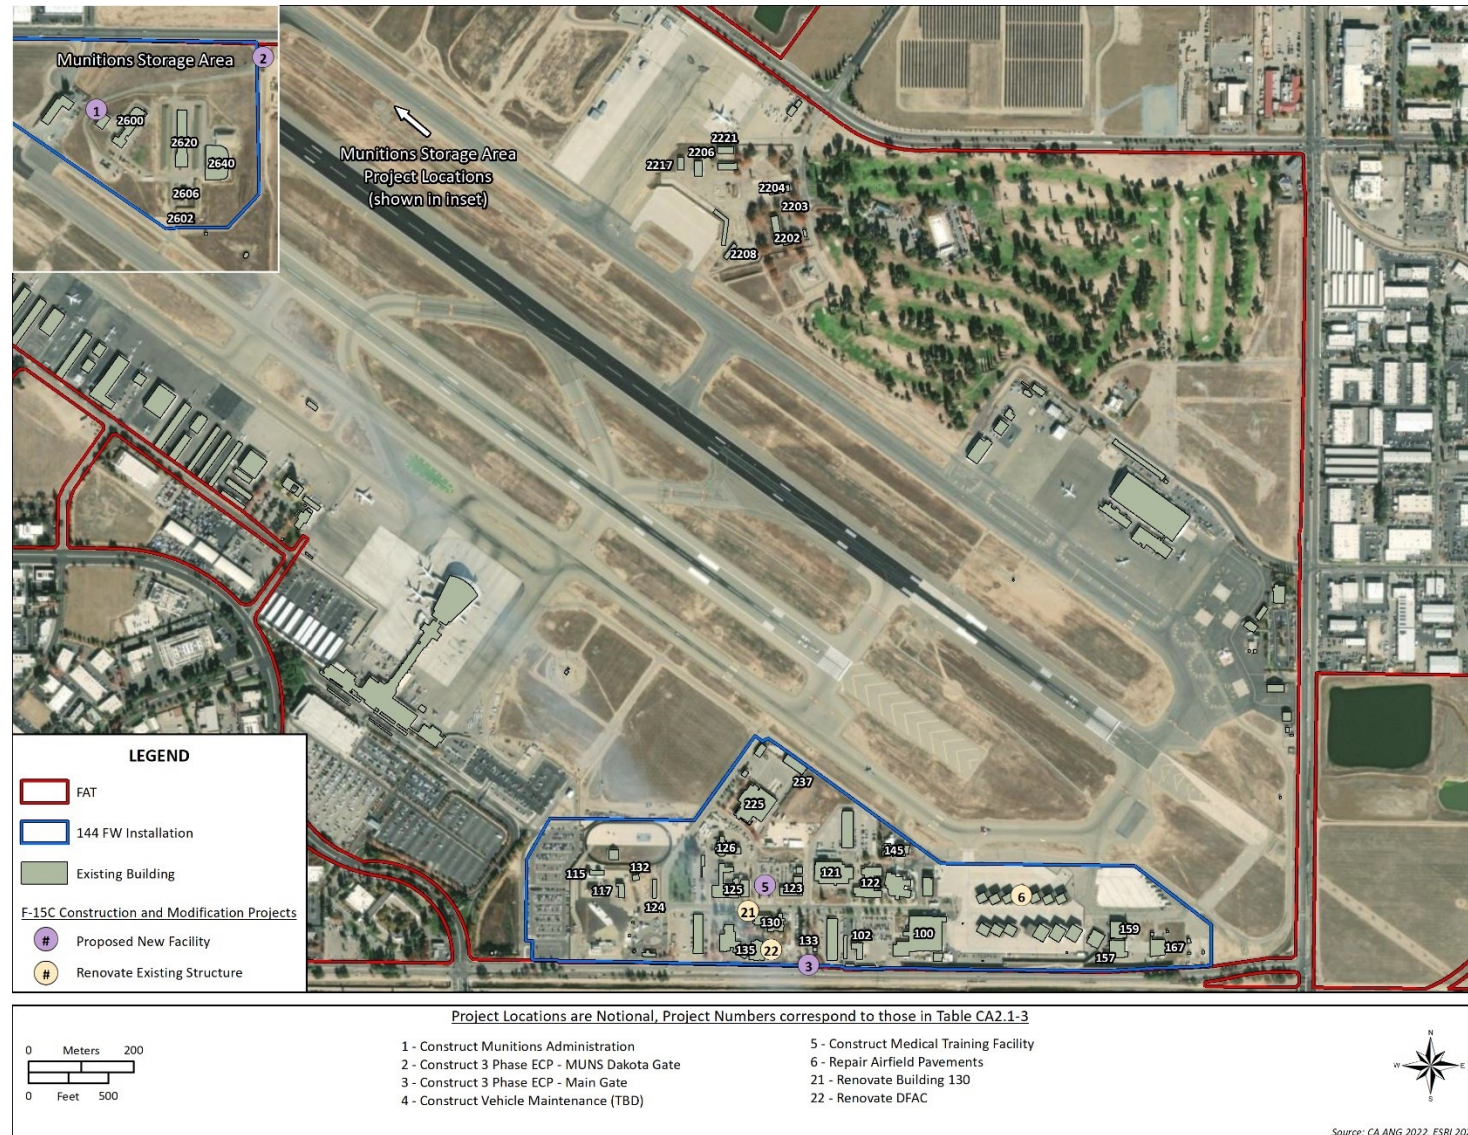 Munitions Storage Area
2
1
2600
2620
2640
2606
2602
Munitions Storage Area
Project Locations
(shown in inset)
2221
2206
2217
2204
2203
2202
2208
237
225
126
145
132
115
121
117
125
5
123
122
6
124
21
130
100
159
133
102
135
22
167
157
3
LEGEND
FAT
144 FW Installation
Existing Building
F-15C Construction and Modification Projects
# Proposed New Facility
# Renovate Existing Structure
Project Locations are Notional, Project Numbers correspond to those in Table CA2.1-3
0 Meters 200
0 Feet 500
1 - Construct Munitions Administration
2 - Construct 3 Phase ECP - MUNS Dakota Gate
3 - Construct 3 Phase ECP - Main Gate
4 - Construct Vehicle Maintenance (TBD)
5 - Construct Medical Training Facility
6 - Repair Airfield Pavements
21 - Renovate Building 130
22 - Renovate DFAC
N
W E
S
Source: CA ANG 2022, ESRI